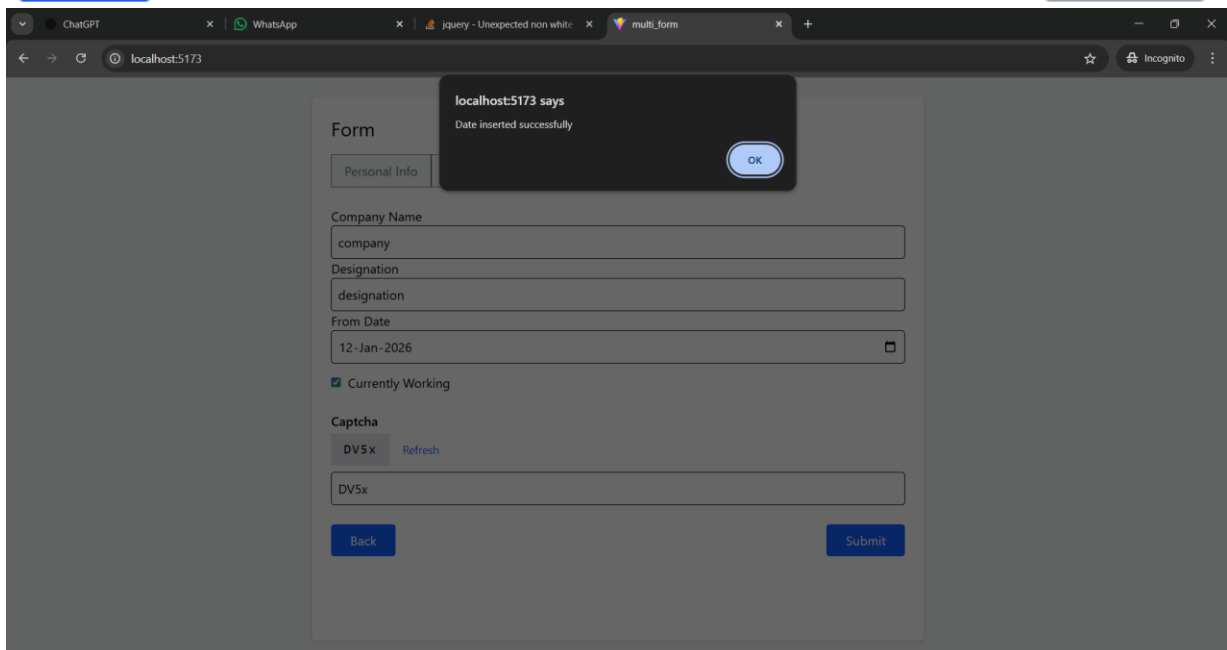 ChatGPT
WhatsApp
jquery - Unexpected non white
multi_form
localhost:5173
Incognito
localhost:5173 says
Date inserted successfully
OK
Form
Personal Info
Company Name
company
Designation
designation
From Date
12-Jan-2026
Currently Working
Captcha
DV5x
Refresh
DV5x
Back
Submit